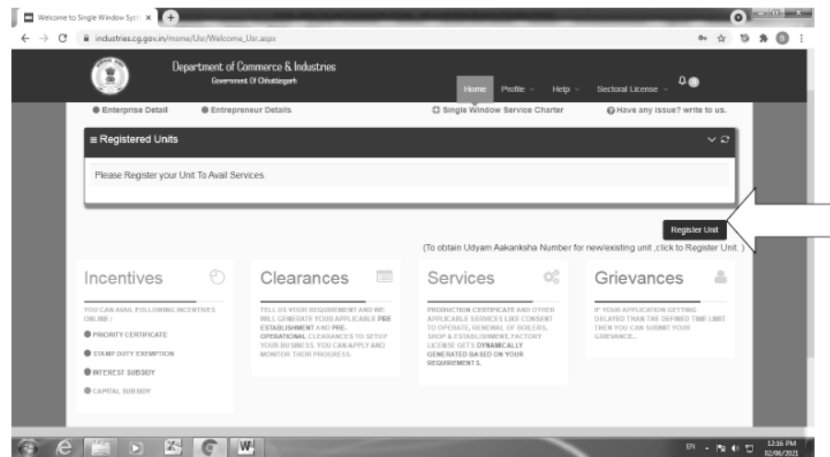 Welcome to Single Window Syst
industries.cg.gov.in/msme/Usr/Welcome_Usr.aspx
Department of Commerce & Industries
Government Of Chhattisgarh
Home Profile Help Sectoral License
Enterprise Detail Entrepreneur Details Single Window Service Charter Have any issue? write to us.
Registered Units
Please Register your Unit To Avail Services.
Register Unit
(To obtain Udyam Aakanksha Number for new/existing unit ,click to Register Unit. )
Incentives
YOU CAN AVAIL FOLLOWING INCENTIVES
ONLINE :
PRIORITY CERTIFICATE
STAMP DUTY EXEMPTION
INTEREST SUBSIDY
CAPITAL SUBSIDY
Clearances
TELL US YOUR REQUIREMENT AND WE
WILL GENERATE YOUR APPLICABLE PRE
ESTABLISHMENT AND PRE-
OPERATIONAL CLEARANCES TO SETUP
YOUR BUSINESS. YOU CAN APPLY AND
MONITOR THEIR PROGRESS.
Services
PRODUCTION CERTIFICATE AND OTHER
APPLICABLE SERVICES LIKE CONSENT
TO OPERATE, RENEWAL OF BOILERS,
SHOP & ESTABLISHMENT, FACTORY
LICENSE GETS DYNAMICALLY
GENERATED BASED ON YOUR
REQUIREMENTS.
Grievances
IF YOUR APPLICATION GETTING
DELAYED THAN THE DEFINED TIME LIMIT
THEN YOU CAN SUBMIT YOUR
GRIEVANCE..
EN
12:16 PM
02/06/2021